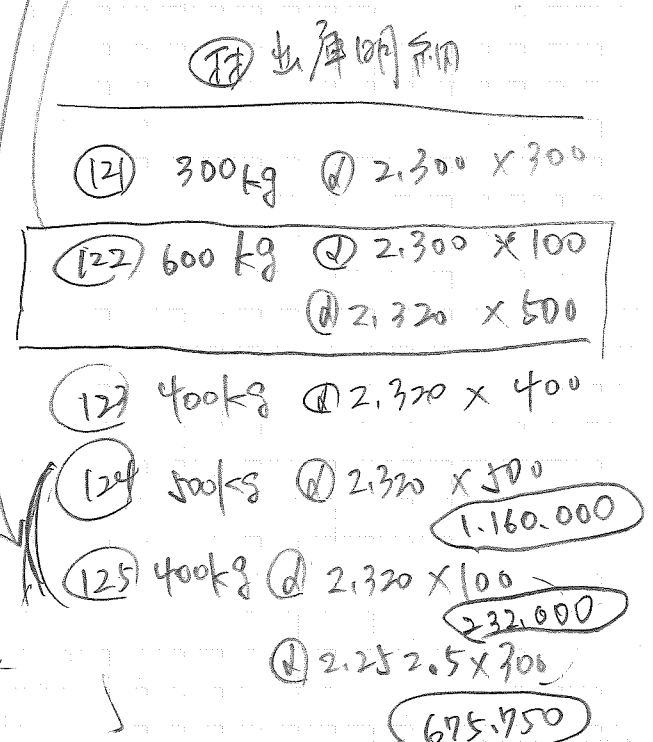 ㊑ 出庫明細
(121) 300kg @ 2,300 × 300
(122) 600kg @ 2,300 × 100
@ 2,320 × 500
(123) 400kg @ 2,320 × 400
(124) 500kg @ 2,320 × 500
1.160.000
(125) 400kg @ 2,320 × 100
232,000
@ 2.252.5 × 300
675.750